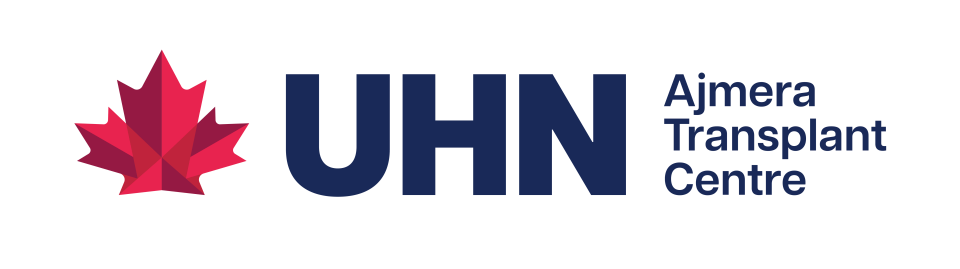 UHN
Ajmera
Transplant
Centre